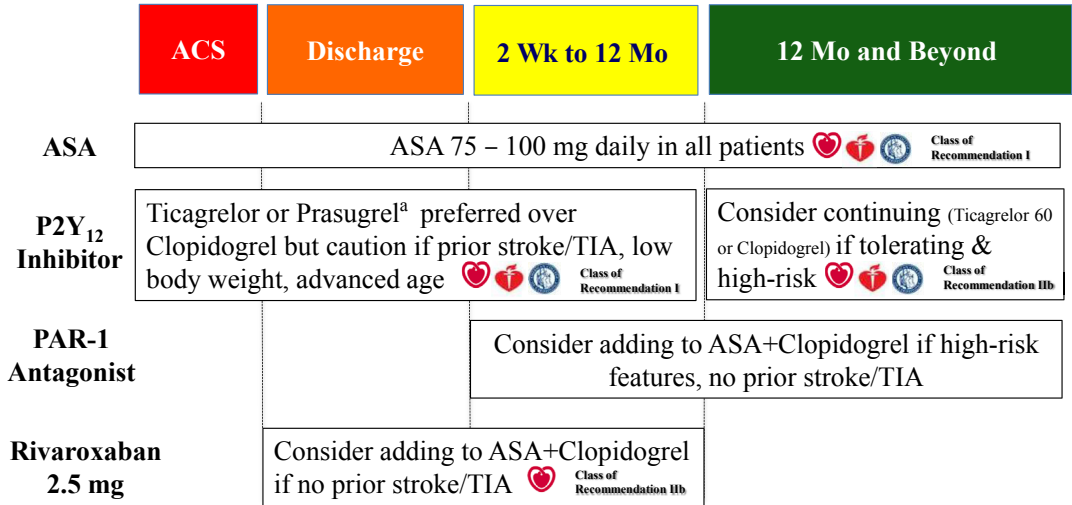 ACS
Discharge
2 Wk to 12 Mo
12 Mo and Beyond
ASA
ASA 75 – 100 mg daily in all patients
Class of
Recommendation I
P2Y₁₂
Inhibitor
Ticagrelor or Prasugrelᵃ preferred over
Clopidogrel but caution if prior stroke/TIA, low
body weight, advanced age
Class of
Recommendation I
Consider continuing (Ticagrelor 60
or Clopidogrel) if tolerating &
high-risk
Class of
Recommendation IIb
PAR-1
Antagonist
Consider adding to ASA+Clopidogrel if high-risk
features, no prior stroke/TIA
Rivaroxaban
2.5 mg
Consider adding to ASA+Clopidogrel
if no prior stroke/TIA
Class of
Recommendation IIb